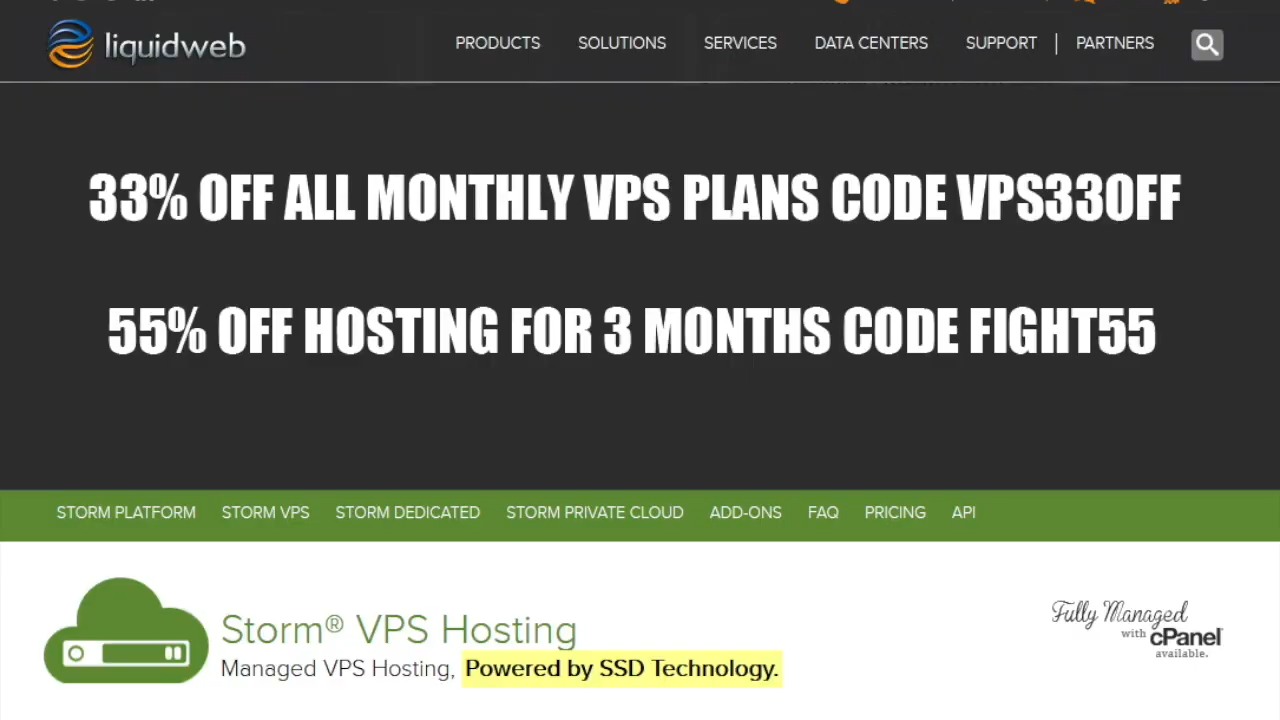 liquidweb
PRODUCTS SOLUTIONS SERVICES DATA CENTERS SUPPORT | PARTNERS
33% OFF ALL MONTHLY VPS PLANS CODE VPS33OFF
55% OFF HOSTING FOR 3 MONTHS CODE FIGHT55
STORM PLATFORM STORM VPS STORM DEDICATED STORM PRIVATE CLOUD ADD-ONS FAQ PRICING API
Storm® VPS Hosting
Managed VPS Hosting, Powered by SSD Technology.
Fully Managed
with cPanel
available.